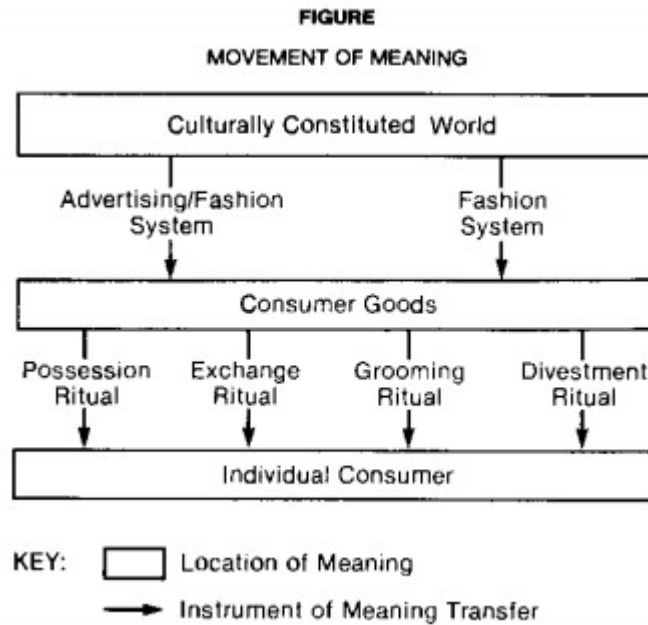 FIGURE
MOVEMENT OF MEANING
Culturally Constituted World
Advertising/Fashion System
Fashion System
Consumer Goods
Possession Ritual
Exchange Ritual
Grooming Ritual
Divestment Ritual
Individual Consumer
KEY:
Location of Meaning
Instrument of Meaning Transfer